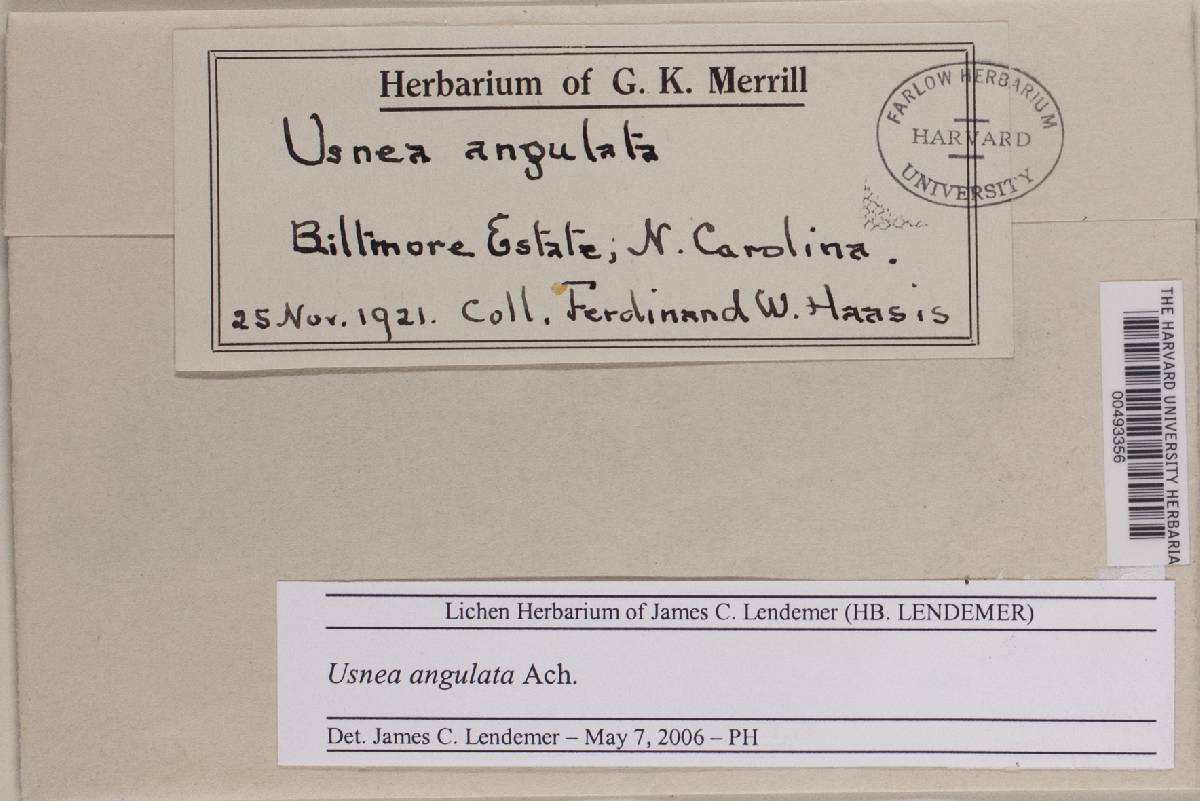 Herbarium of G. K. Merrill
Usnea angulata
Biltmore Estate; N. Carolina.
25 Nov. 1921. Coll. Ferdinand W. Haasis
FARLOW HERBARIUM
HARVARD
UNIVERSITY
THE HARVARD UNIVERSITY HERBARIA
00493356
Lichen Herbarium of James C. Lendemer (HB. LENDEMER)
Usnea angulata Ach.
Det. James C. Lendemer – May 7, 2006 – PH